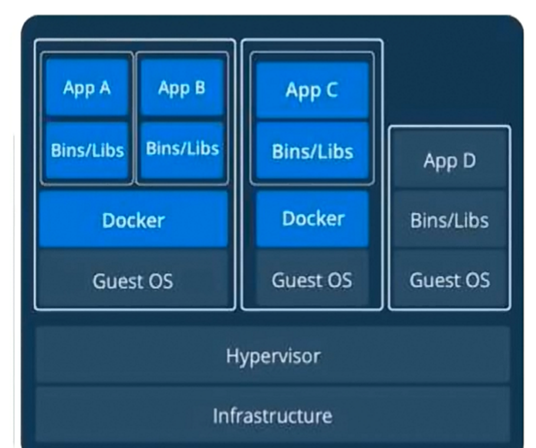 App A
Bins/Libs
App B
Bins/Libs
Docker
Guest OS
App C
Bins/Libs
Docker
Guest OS
App D
Bins/Libs
Guest OS
Hypervisor
Infrastructure